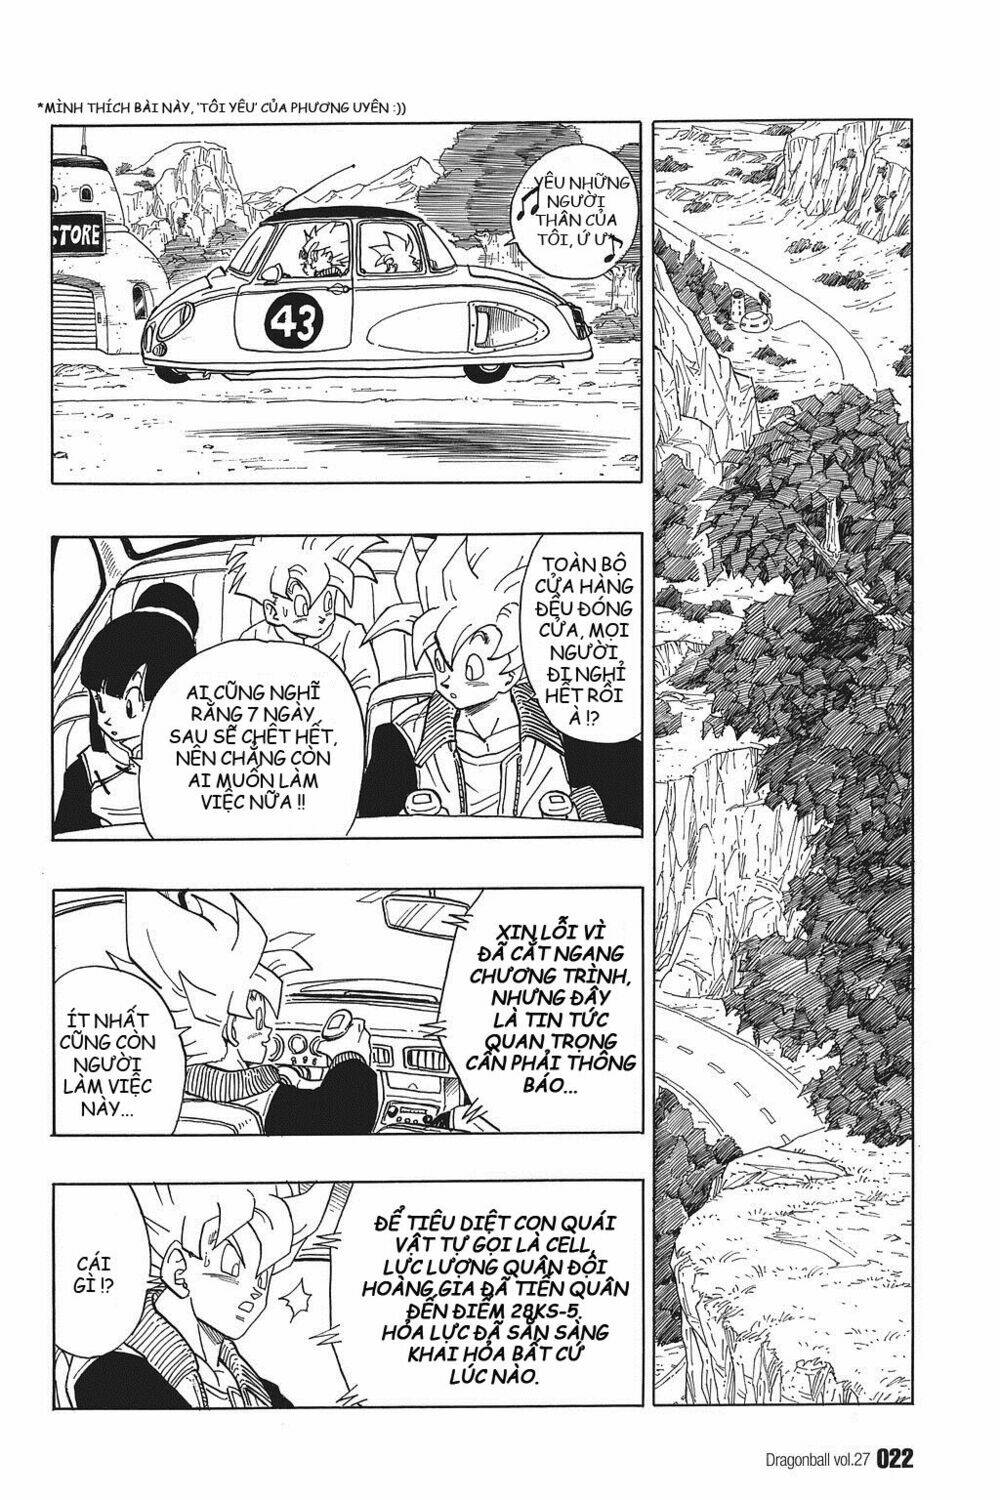 *MÌNH THÍCH BÀI NÀY, 'TÔI YÊU' CỦA PHƯƠNG UYÊN :))
...YÊU NHỮNG
NGƯỜI
THÂN CỦA
TÔI, Ứ Ư
STORE
43
TOÀN BỘ
CỬA HÀNG
ĐỀU ĐÓNG
CỬA, MỌI
NGƯỜI
ĐI NGHỈ
HẾT RỒI
À !?
AI CŨNG NGHĨ
RẰNG 7 NGÀY
SAU SẼ CHẾT HẾT,
NÊN CHẲNG CÒN
AI MUỐN LÀM
VIỆC NỮA !!
XIN LỖI VÌ
ĐÃ CẮT NGANG
CHƯƠNG TRÌNH,
NHƯNG ĐÂY
LÀ TIN TỨC
QUAN TRỌNG
CẦN PHẢI THÔNG
BÁO...
ÍT NHẤT
CŨNG CÒN
NGƯỜI
LÀM VIỆC
NÀY...
ĐỂ TIÊU DIỆT CON QUÁI
VẬT TỰ GỌI LÀ CELL,
LỰC LƯỢNG QUÂN ĐỘI
HOÀNG GIA ĐÃ TIẾN QUÂN
ĐẾN ĐIỂM 28KS-5,
HỎA LỰC ĐÃ SẴN SÀNG
KHAI HỎA BẤT CỨ
LÚC NÀO.
CÁI
GÌ !?
Dragonball vol.27 022